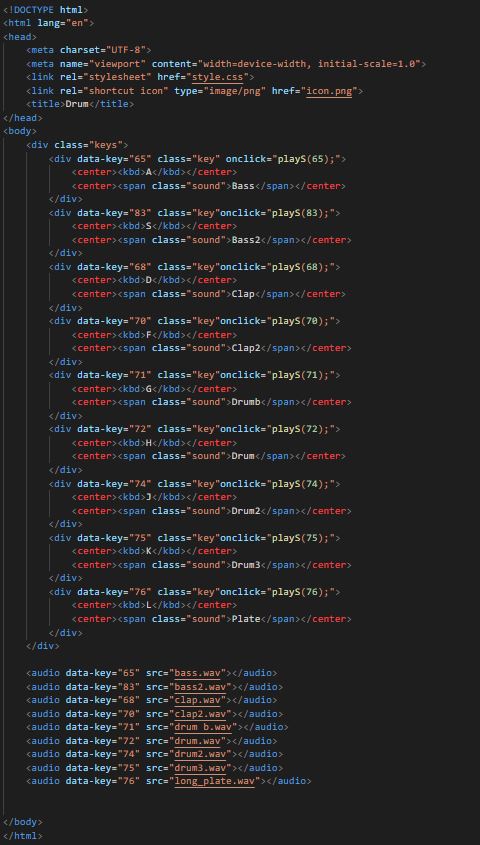 <!DOCTYPE html>
<html lang="en">
<head>
    <meta charset="UTF-8">
    <meta name="viewport" content="width=device-width, initial-scale=1.0">
    <link rel="stylesheet" href="style.css">
    <link rel="shortcut icon" type="image/png" href="icon.png">
    <title>Drum</title>
</head>
<body>
    <div class="keys">
        <div data-key="65" class="key" onclick="playS(65);">
            <center><kbd>A</kbd></center>
            <center><span class="sound">Bass</span></center>
        </div>
        <div data-key="83" class="key"onclick="playS(83);">
            <center><kbd>S</kbd></center>
            <center><span class="sound">Bass2</span></center>
        </div>
        <div data-key="68" class="key"onclick="playS(68);">
            <center><kbd>D</kbd></center>
            <center><span class="sound">Clap</span></center>
        </div>
        <div data-key="70" class="key"onclick="playS(70);">
            <center><kbd>F</kbd></center>
            <center><span class="sound">Clap2</span></center>
        </div>
        <div data-key="71" class="key"onclick="playS(71);">
            <center><kbd>G</kbd></center>
            <center><span class="sound">Drumb</span></center>
        </div>
        <div data-key="72" class="key"onclick="playS(72);">
            <center><kbd>H</kbd></center>
            <center><span class="sound">Drum</span></center>
        </div>
        <div data-key="74" class="key"onclick="playS(74);">
            <center><kbd>J</kbd></center>
            <center><span class="sound">Drum2</span></center>
        </div>
        <div data-key="75" class="key"onclick="playS(75);">
            <center><kbd>K</kbd></center>
            <center><span class="sound">Drum3</span></center>
        </div>
        <div data-key="76" class="key"onclick="playS(76);">
            <center><kbd>L</kbd></center>
            <center><span class="sound">Plate</span></center>
        </div>
    </div>

    <audio data-key="65" src="bass.wav"></audio>
    <audio data-key="83" src="bass2.wav"></audio>
    <audio data-key="68" src="clap.wav"></audio>
    <audio data-key="70" src="clap2.wav"></audio>
    <audio data-key="71" src="drum b.wav"></audio>
    <audio data-key="72" src="drum.wav"></audio>
    <audio data-key="74" src="drum2.wav"></audio>
    <audio data-key="75" src="drum3.wav"></audio>
    <audio data-key="76" src="long_plate.wav"></audio>

</body>
</html>